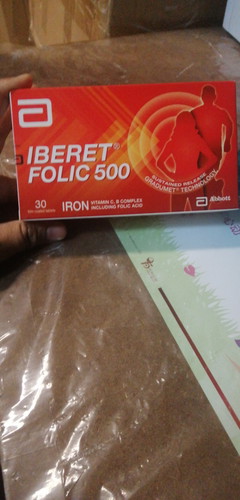 IBERET®
FOLIC 500
SUSTAINED RELEASE
GRADUMET® TECHNOLOGY
30
IRON VITAMIN C, B COMPLEX
INCLUDING FOLIC ACID
Abbott